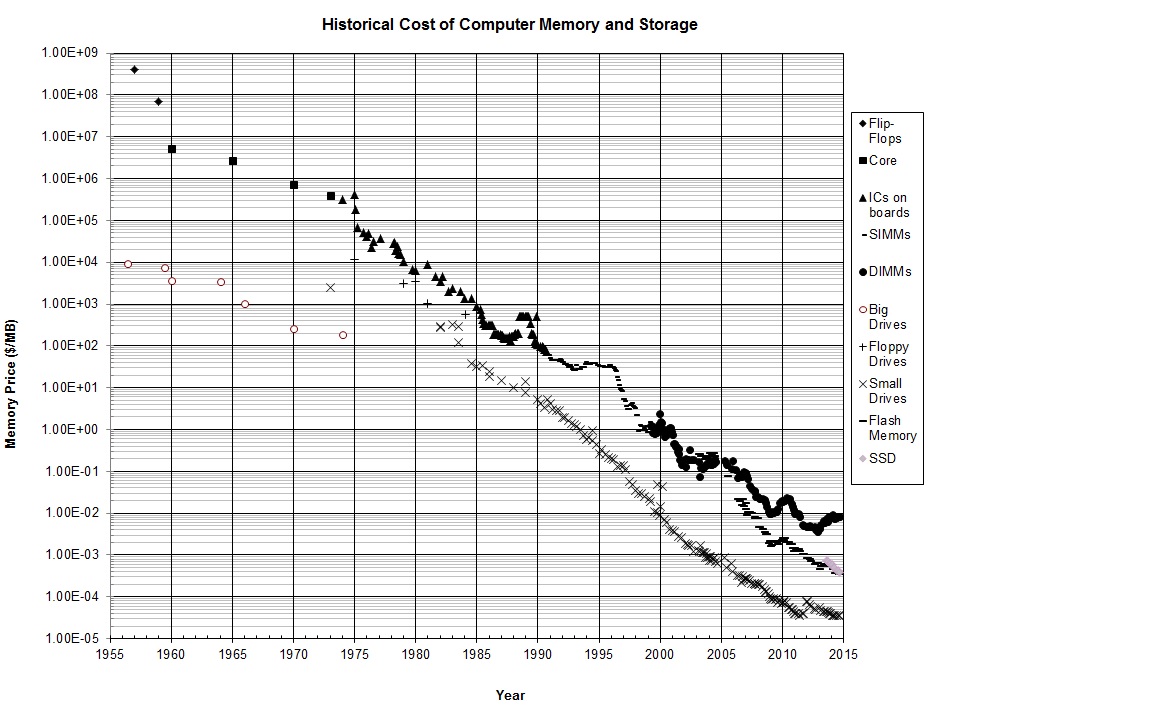 Historical Cost of Computer Memory and Storage
1.00E+09
1.00E+08
1.00E+07
1.00E+06
1.00E+05
1.00E+04
1.00E+03
1.00E+02
1.00E+01
1.00E+00
1.00E-01
1.00E-02
1.00E-03
1.00E-04
1.00E-05
Memory Price ($/MB)
1955 1960 1965 1970 1975 1980 1985 1990 1995 2000 2005 2010 2015
Year
Flip-
Flops
Core
ICs on
boards
SIMMs
DIMMs
Big
Drives
Floppy
Drives
Small
Drives
Flash
Memory
SSD